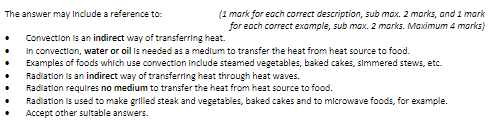 The answer may include a reference to: (1 mark for each correct description, sub max. 2 marks, and 1 mark
for each correct example, sub max. 2 marks. Maximum 4 marks)
• Convection is an indirect way of transferring heat.
• In convection, water or oil is needed as a medium to transfer the heat from heat source to food.
• Examples of foods which use convection include steamed vegetables, baked cakes, simmered stews, etc.
• Radiation is an indirect way of transferring heat through heat waves.
• Radiation requires no medium to transfer the heat from heat source to food.
• Radiation is used to make grilled steak and vegetables, baked cakes and to microwave foods, for example.
• Accept other suitable answers.